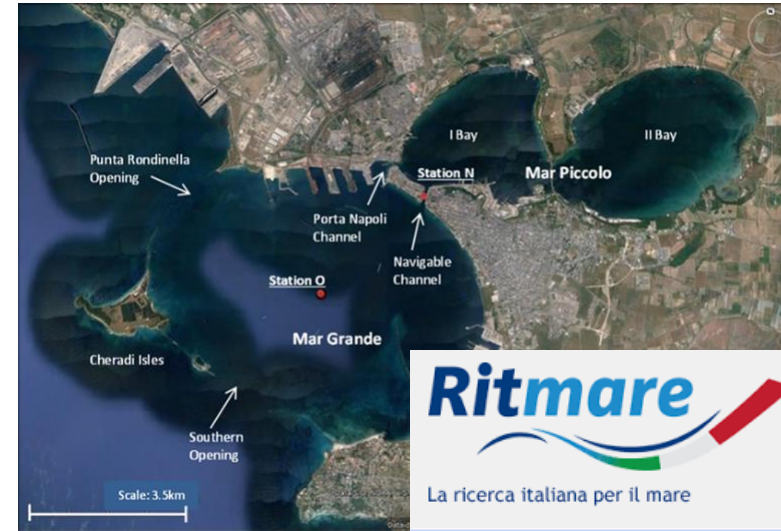 I Bay
II Bay
Punta Rondinella
Opening
Station N
Mar Piccolo
Porta Napoli
Channel
Navigable
Channel
Station O
Mar Grande
Cheradi Isles
Southern
Opening
Scale: 3.5km
Ritmare
La ricerca italiana per il mare